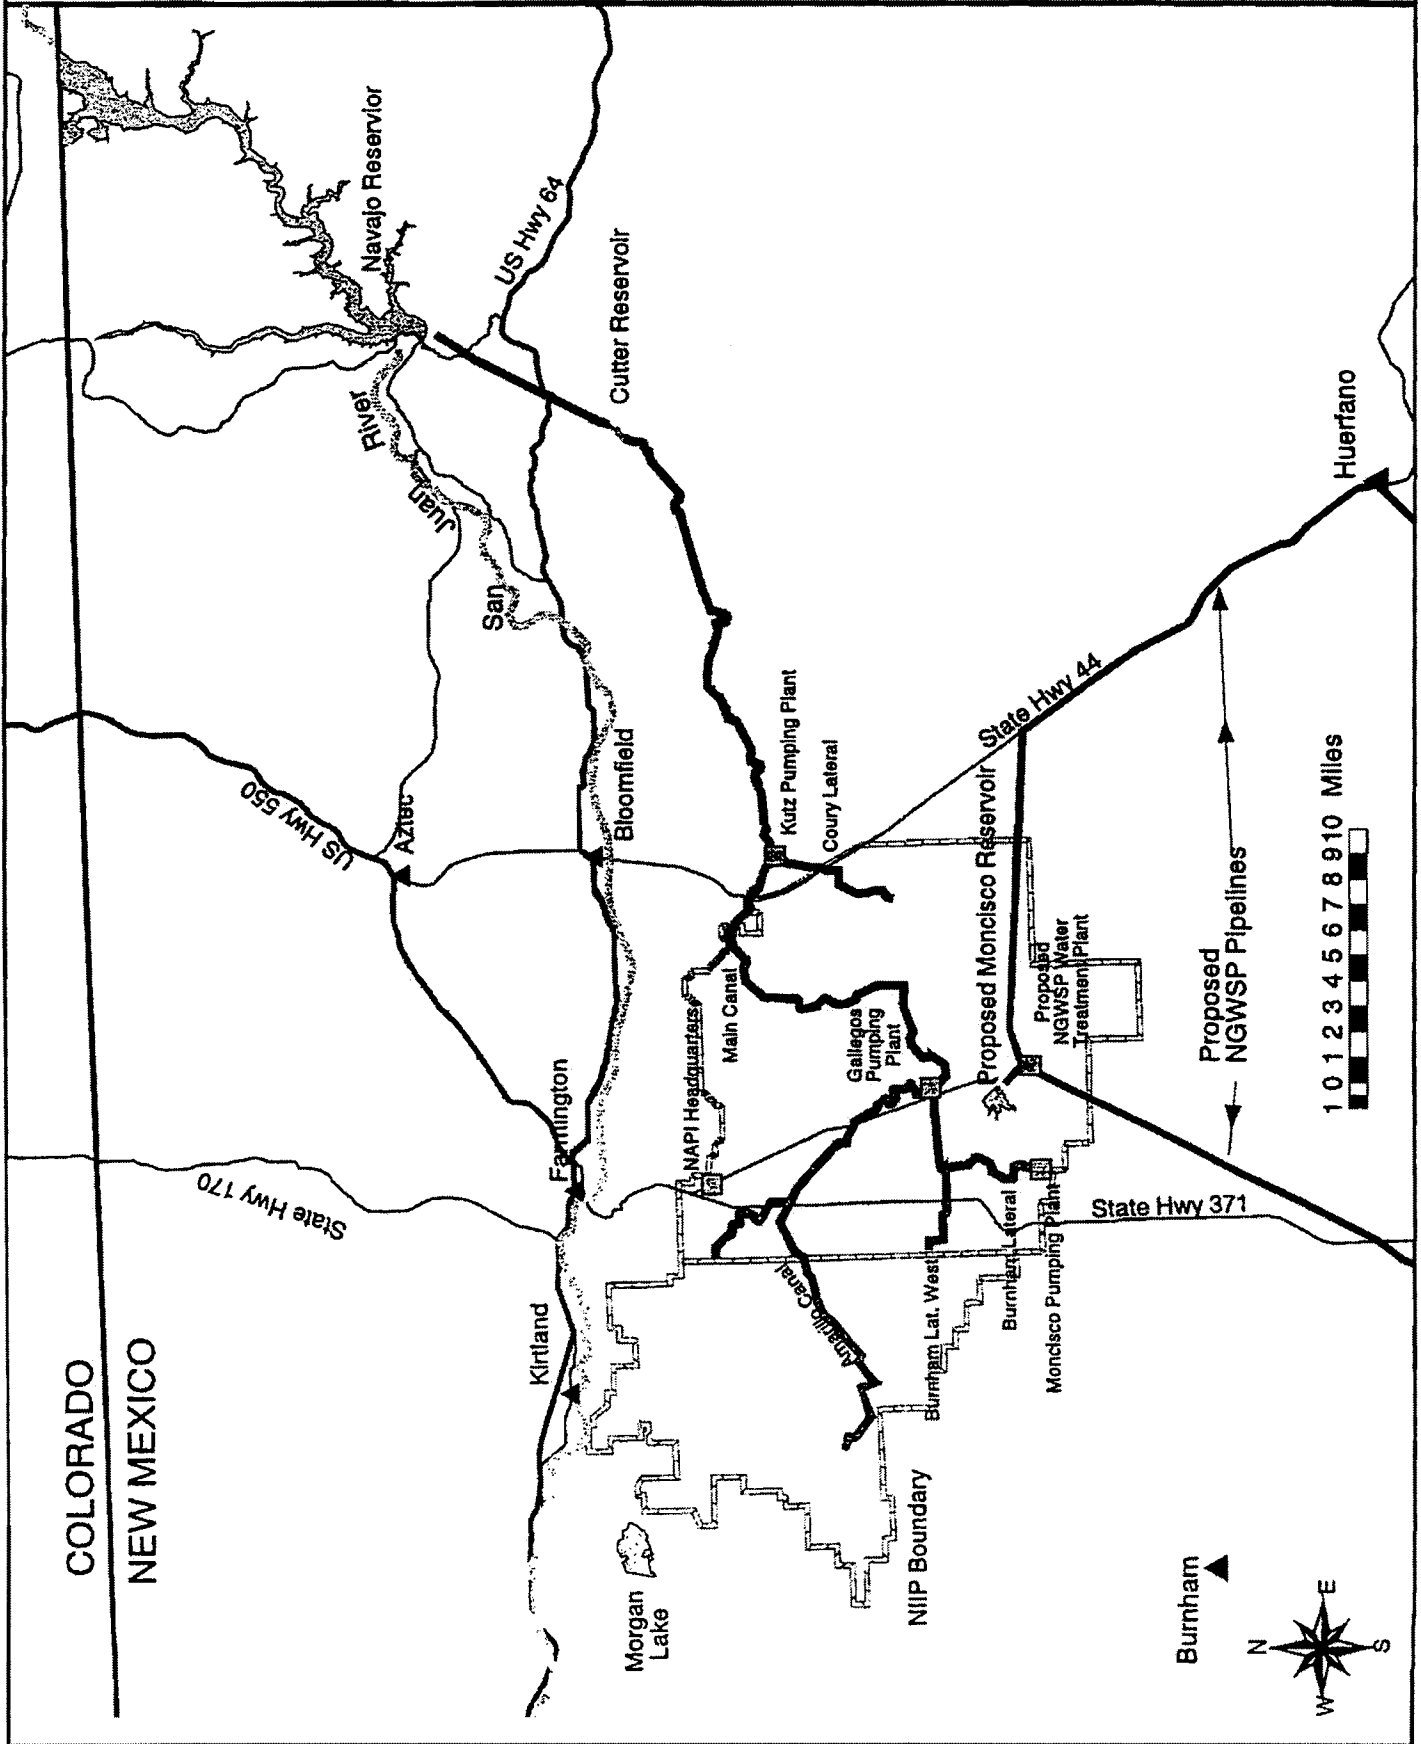 COLORADO
NEW MEXICO
US Hwy 550
State Hwy 170
Aztec
Farmington
Kirtland
Bloomfield
San
Juan
River
Navajo Reservior
US Hwy 64
Cutter Reservoir
Morgan
Lake
NAPI Headquarters
Main Canal
Kutz Pumping Plant
Coury Lateral
Gallegos
Pumping
Plant
Amarillo Canal
NIIP Boundary
Burnham Lat. West
Burnham Lateral
Moncisco Pumping Plant
State Hwy 44
Proposed Moncisco Reservoir
Proposed
NGWSP Water
Treatment Plant
State Hwy 371
Proposed
NGWSP Pipelines
Huerfano
Burnham
N
W
E
S
1 0 1 2 3 4 5 6 7 8 9 10 Miles